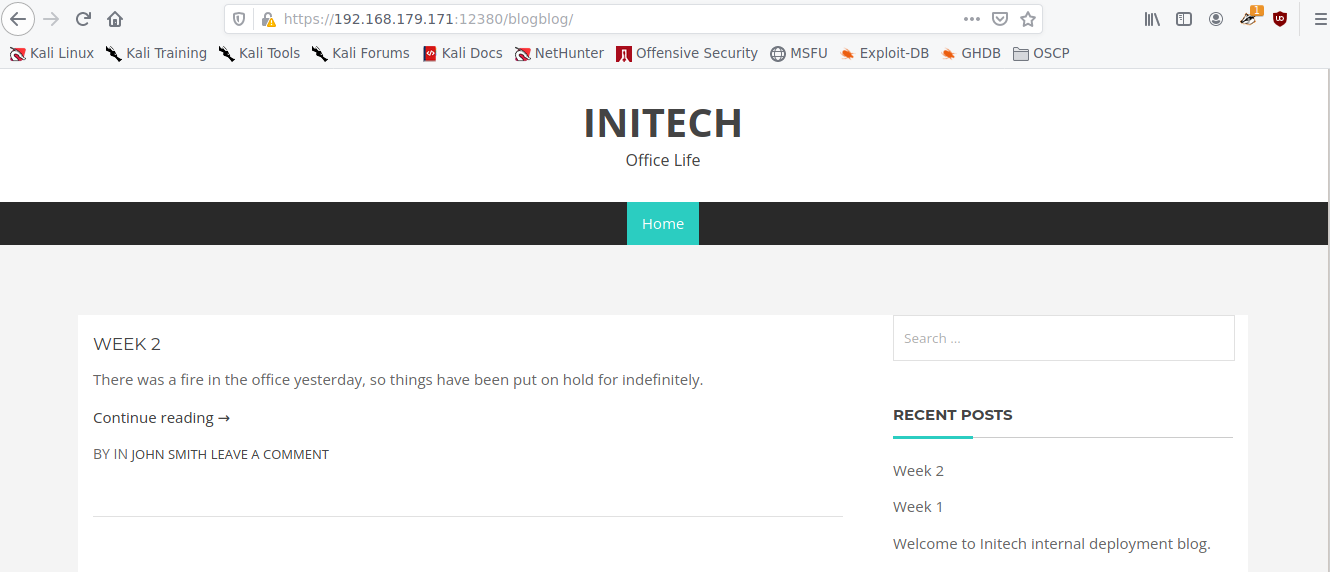 https://192.168.179.171:12380/blogblog/
1
Kali Linux Kali Training Kali Tools Kali Forums Kali Docs NetHunter Offensive Security MSFU Exploit-DB GHDB OSCP
INITECH
Office Life
Home
WEEK 2
There was a fire in the office yesterday, so things have been put on hold for indefinitely.
Continue reading →
BY IN JOHN SMITH LEAVE A COMMENT
Search ...
RECENT POSTS
Week 2
Week 1
Welcome to Initech internal deployment blog.